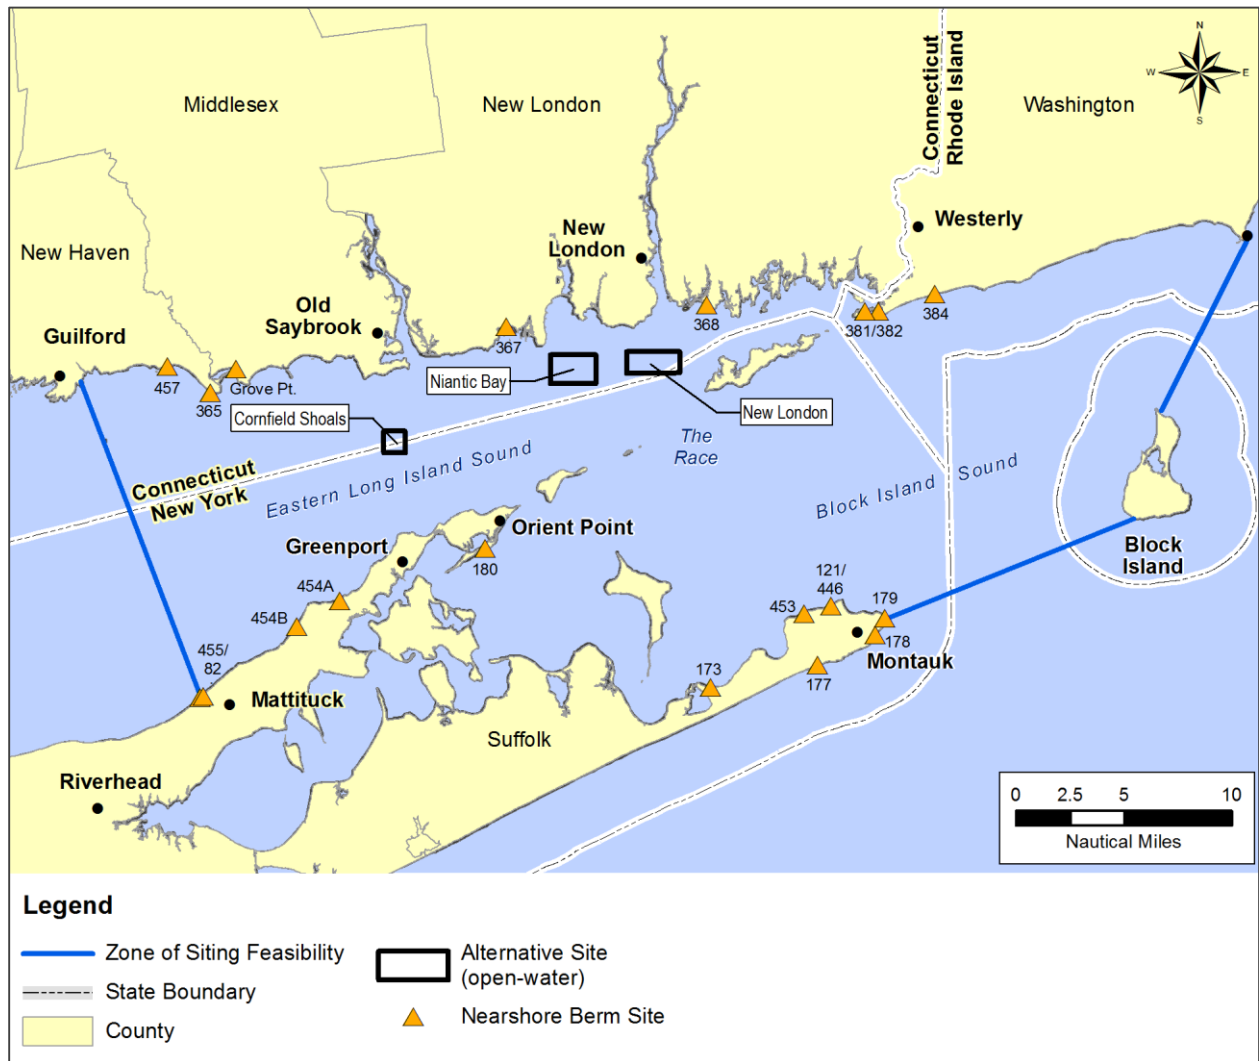 N
W
E
S
Middlesex
New London
Connecticut
Rhode Island
Washington
New Haven
New
London
Westerly
Old
Saybrook
Guilford
457
365
Grove Pt.
367
368
381/382
384
Niantic Bay
New London
Cornfield Shoals
The
Race
Connecticut
New York
Eastern Long Island Sound
Block Island Sound
Block
Island
Orient Point
Greenport
180
454A
454B
455/
82
Mattituck
121/
446
453
179
178
Montauk
177
173
Suffolk
Riverhead
0 2.5 5 10
Nautical Miles
Legend
Zone of Siting Feasibility
State Boundary
County
Alternative Site
(open-water)
Nearshore Berm Site